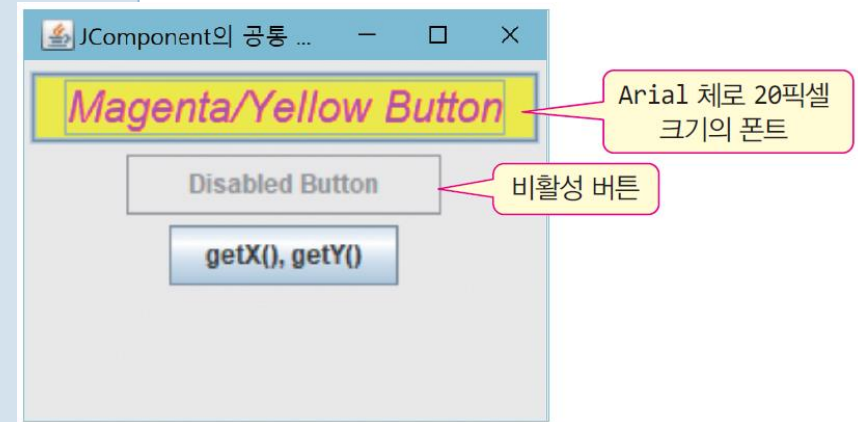 JComponent의 공통 ...
Magenta/Yellow Button
Arial 체로 20픽셀
크기의 폰트
Disabled Button
비활성 버튼
getX(), getY()